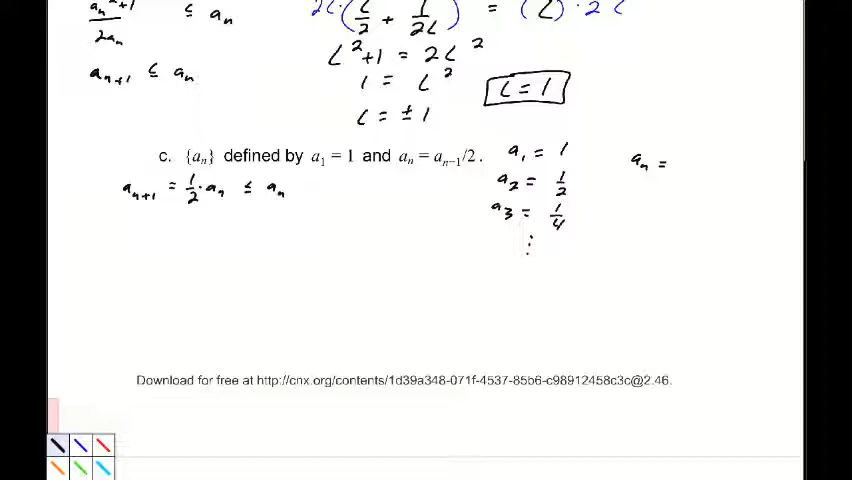 aₙ²+1 / 2aₙ ≤ aₙ
2L·(L/2 + 1/2L) = (L)·2L
L²+1 = 2L²
aₙ₊₁ ≤ aₙ
1 = L²
L = 1
L = ±1
c. {aₙ} defined by a₁ = 1 and aₙ = aₙ₋₁/2.
a₁ = 1
aₙ =
aₙ₊₁ = 1/2·aₙ ≤ aₙ
a₂ = 1/2
a₃ = 1/4
⋮
Download for free at http://cnx.org/contents/1d39a348-071f-4537-85b6-c98912458c3c@2.46.